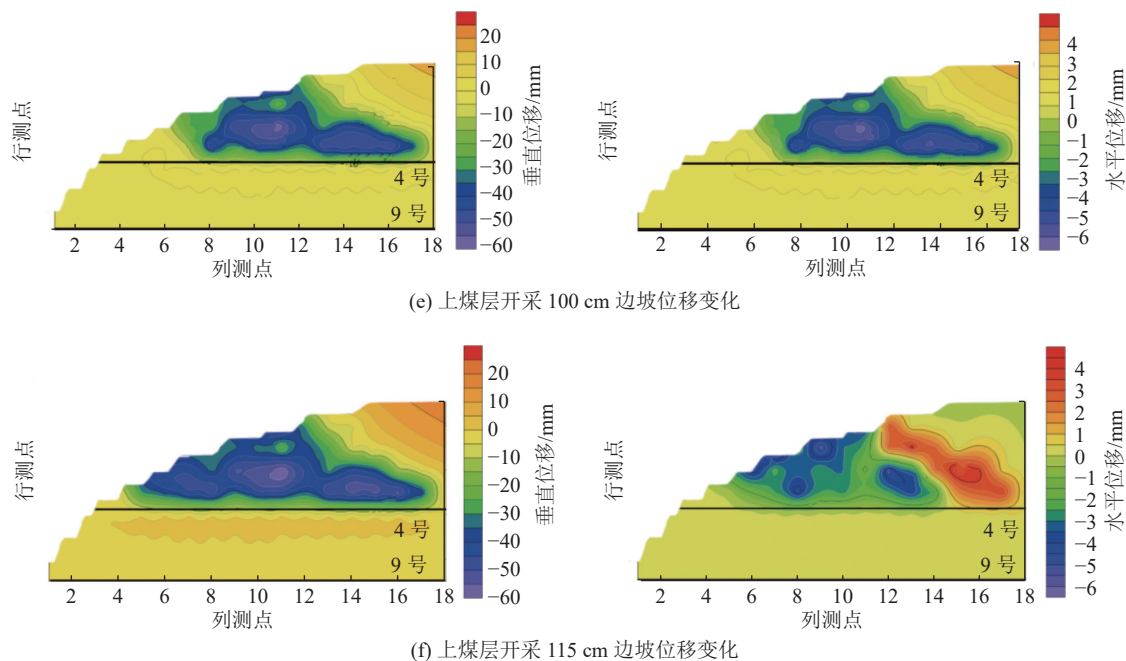 20
10
0
−10
−20
−30
−40
−50
−60
垂直位移/mm
行测点
4 号
9 号
2 4 6 8 10 12 14 16 18
列测点
4
3
2
1
0
−1
−2
−3
−4
−5
−6
水平位移/mm
行测点
4 号
9 号
2 4 6 8 10 12 14 16 18
列测点
(e) 上煤层开采 100 cm 边坡位移变化
20
10
0
−10
−20
−30
−40
−50
−60
垂直位移/mm
行测点
4 号
9 号
2 4 6 8 10 12 14 16 18
列测点
4
3
2
1
0
−1
−2
−3
−4
−5
−6
水平位移/mm
行测点
4 号
9 号
2 4 6 8 10 12 14 16 18
列测点
(f) 上煤层开采 115 cm 边坡位移变化